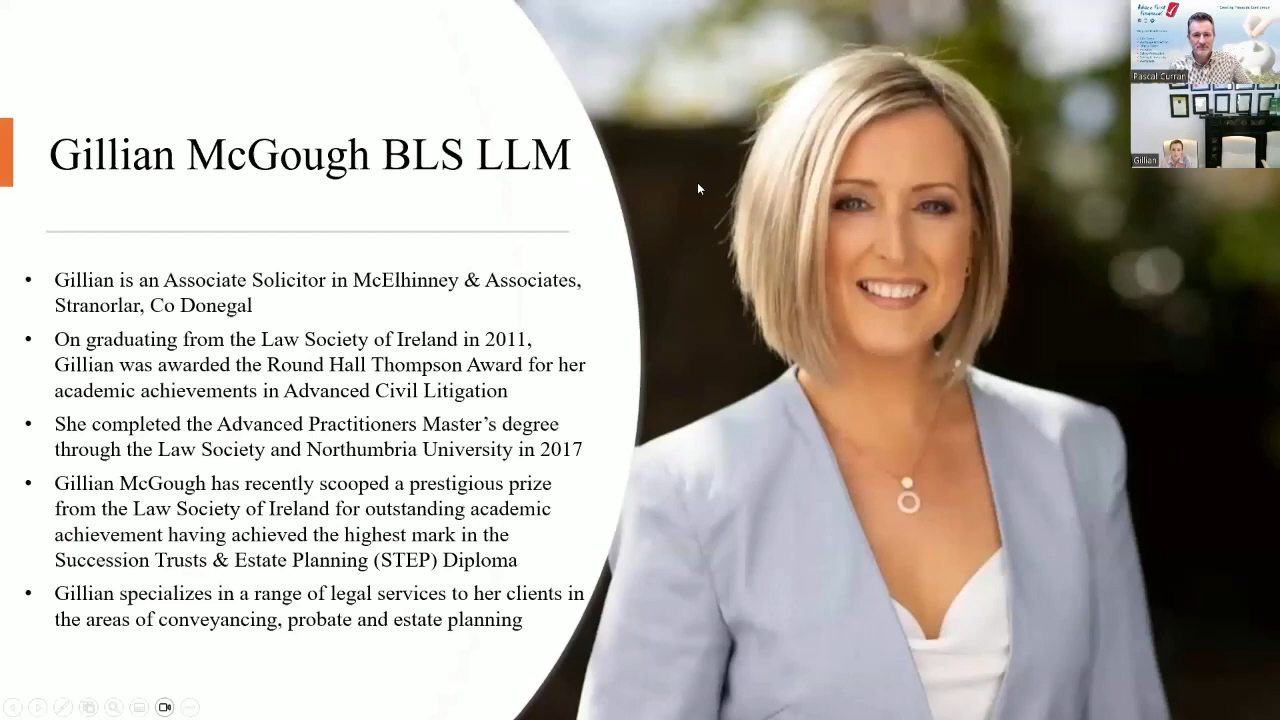 Gillian McGough BLS LLM
• Gillian is an Associate Solicitor in McElhinney & Associates,
Stranorlar, Co Donegal
• On graduating from the Law Society of Ireland in 2011,
Gillian was awarded the Round Hall Thompson Award for her
academic achievements in Advanced Civil Litigation
• She completed the Advanced Practitioners Master’s degree
through the Law Society and Northumbria University in 2017
• Gillian McGough has recently scooped a prestigious prize
from the Law Society of Ireland for outstanding academic
achievement having achieved the highest mark in the
Succession Trusts & Estate Planning (STEP) Diploma
• Gillian specializes in a range of legal services to her clients in
the areas of conveyancing, probate and estate planning
Advice First
Financial
Pascal Curran
Gillian